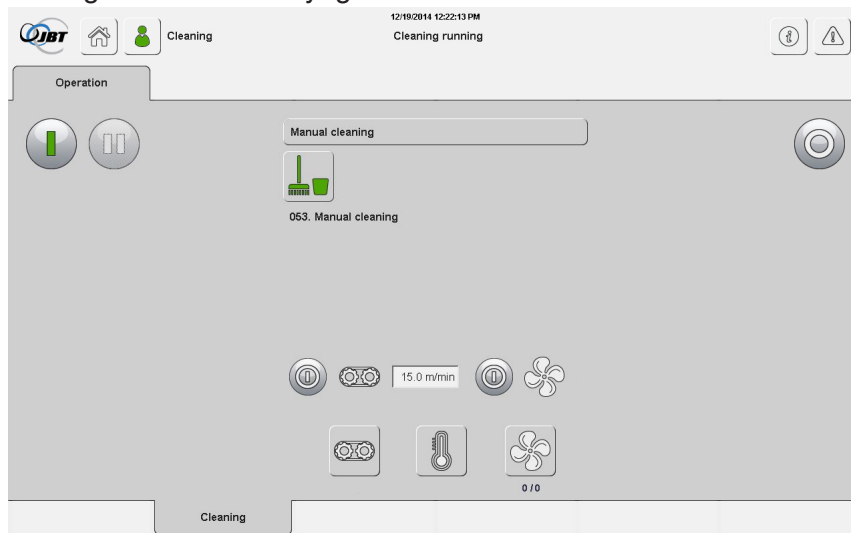 12/19/2014 12:22:13 PM
JBT
Cleaning
Cleaning running
Operation
Manual cleaning
053. Manual cleaning
15.0 m/min
0 / 0
Cleaning